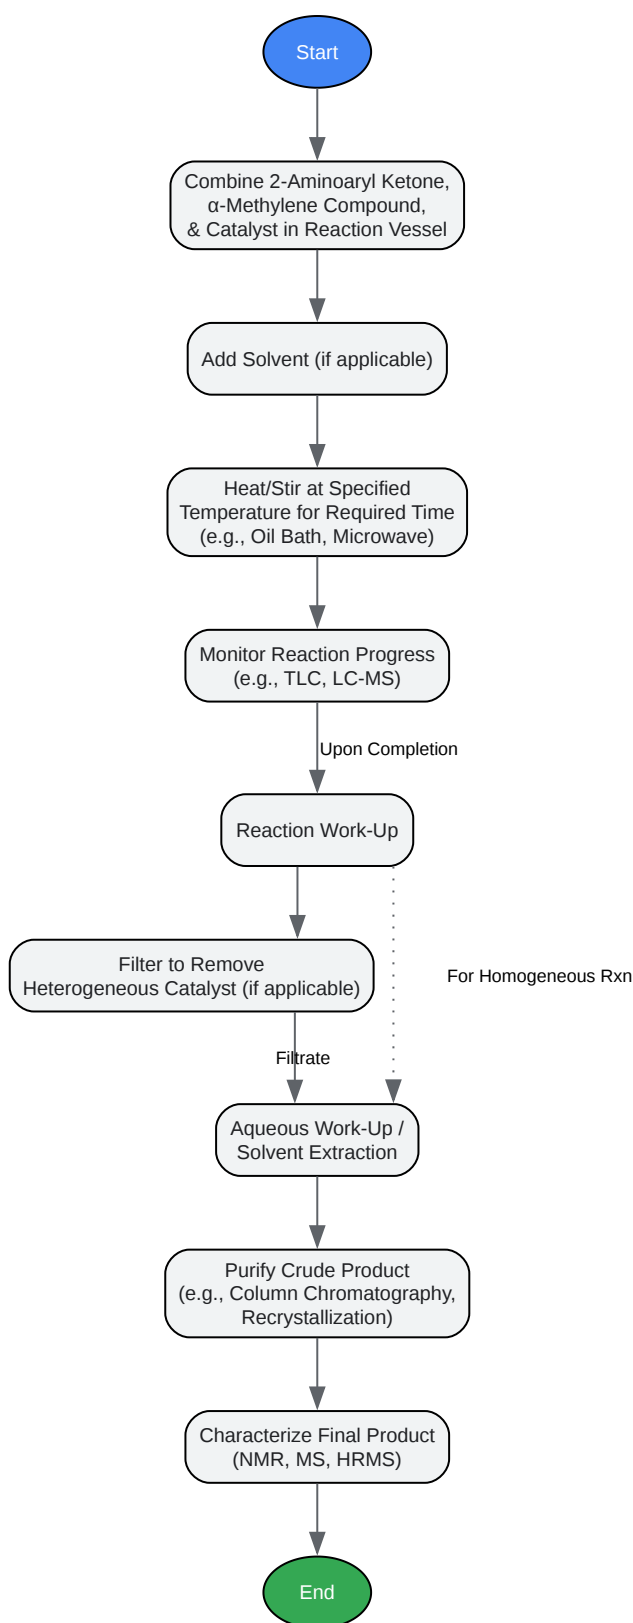 Start
Combine 2-Aminoaryl Ketone,
α-Methylene Compound,
& Catalyst in Reaction Vessel
Add Solvent (if applicable)
Heat/Stir at Specified
Temperature for Required Time
(e.g., Oil Bath, Microwave)
Monitor Reaction Progress
(e.g., TLC, LC-MS)
Upon Completion
Reaction Work-Up
Filter to Remove
Heterogeneous Catalyst (if applicable)
For Homogeneous Rxn
Filtrate
Aqueous Work-Up /
Solvent Extraction
Purify Crude Product
(e.g., Column Chromatography,
Recrystallization)
Characterize Final Product
(NMR, MS, HRMS)
End